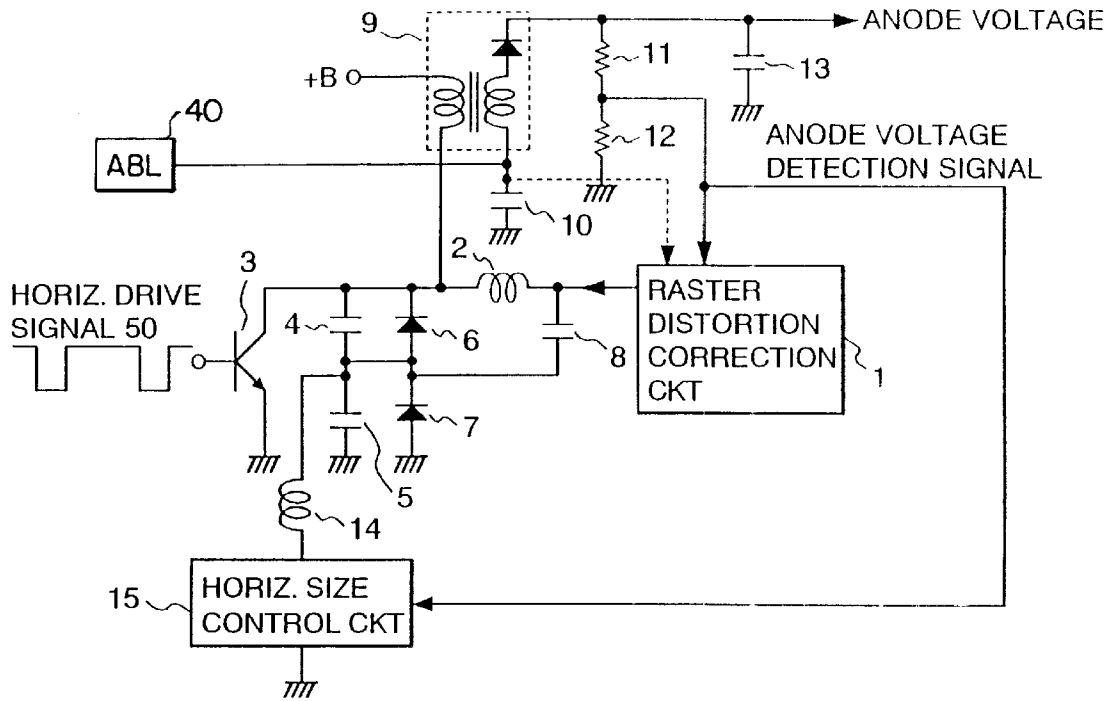 9
ANODE VOLTAGE
11
13
+B
40
ABL
12
ANODE VOLTAGE
DETECTION SIGNAL
10
2
3
HORIZ. DRIVE
SIGNAL 50
4
6
8
RASTER
DISTORTION
CORRECTION
CKT
1
7
5
14
15
HORIZ. SIZE
CONTROL CKT